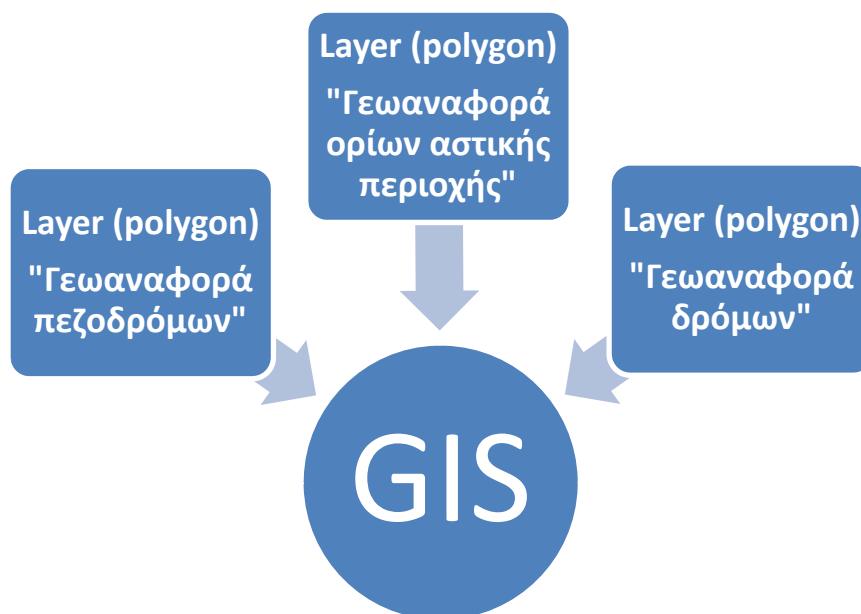 Layer (polygon)
"Γεωαναφορά
πεζοδρόμων"
Layer (polygon)
"Γεωαναφορά
ορίων αστικής
περιοχής"
Layer (polygon)
"Γεωαναφορά
δρόμων"
GIS